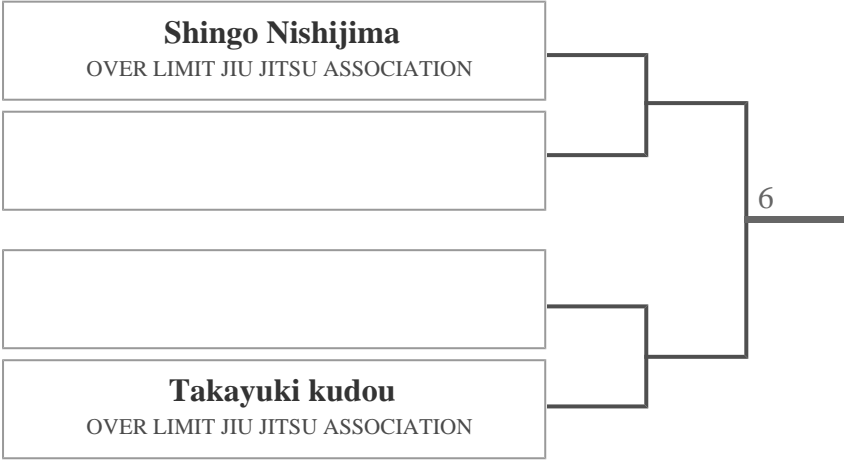 Shingo Nishijima
OVER LIMIT JIU JITSU ASSOCIATION
6
Takayuki kudou
OVER LIMIT JIU JITSU ASSOCIATION